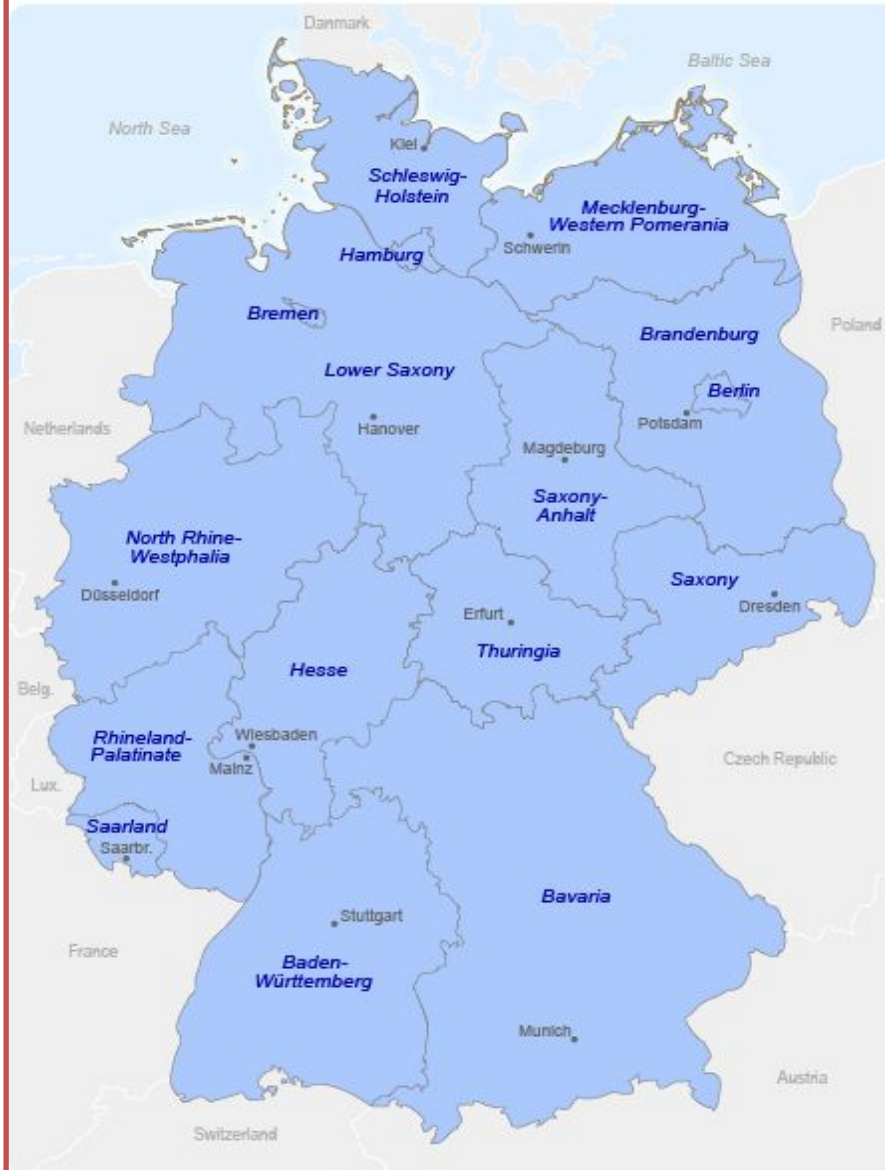 Danmark
Baltic Sea
North Sea
Kiel
Schleswig-
Holstein
Mecklenburg-
Western Pomerania
Schwerin
Hamburg
Bremen
Brandenburg
Poland
Lower Saxony
Berlin
Hanover
Potsdam
Netherlands
Magdeburg
Saxony-
Anhalt
North Rhine-
Westphalia
Saxony
Düsseldorf
Dresden
Erfurt
Thuringia
Hesse
Belg.
Rhineland-
Palatinate
Wiesbaden
Mainz
Czech Republic
Lux.
Saarland
Saarbr.
Bavaria
Stuttgart
France
Baden-
Württemberg
Munich
Austria
Switzerland